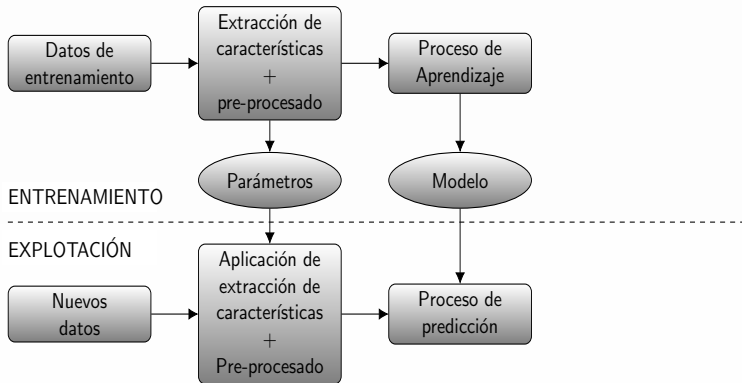 Datos de
entrenamiento
Extracción de
características
+
pre-procesado
Proceso de
Aprendizaje
Parámetros
Modelo
ENTRENAMIENTO
EXPLOTACIÓN
Nuevos
datos
Aplicación de
extracción de
características
+
Pre-procesado
Proceso de
predicción